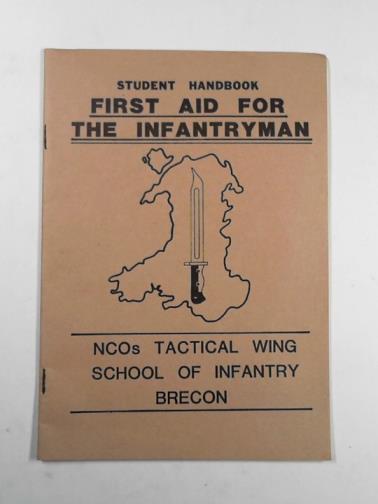 STUDENT HANDBOOK
FIRST AID FOR
THE INFANTRYMAN
NCOs TACTICAL WING
SCHOOL OF INFANTRY
BRECON